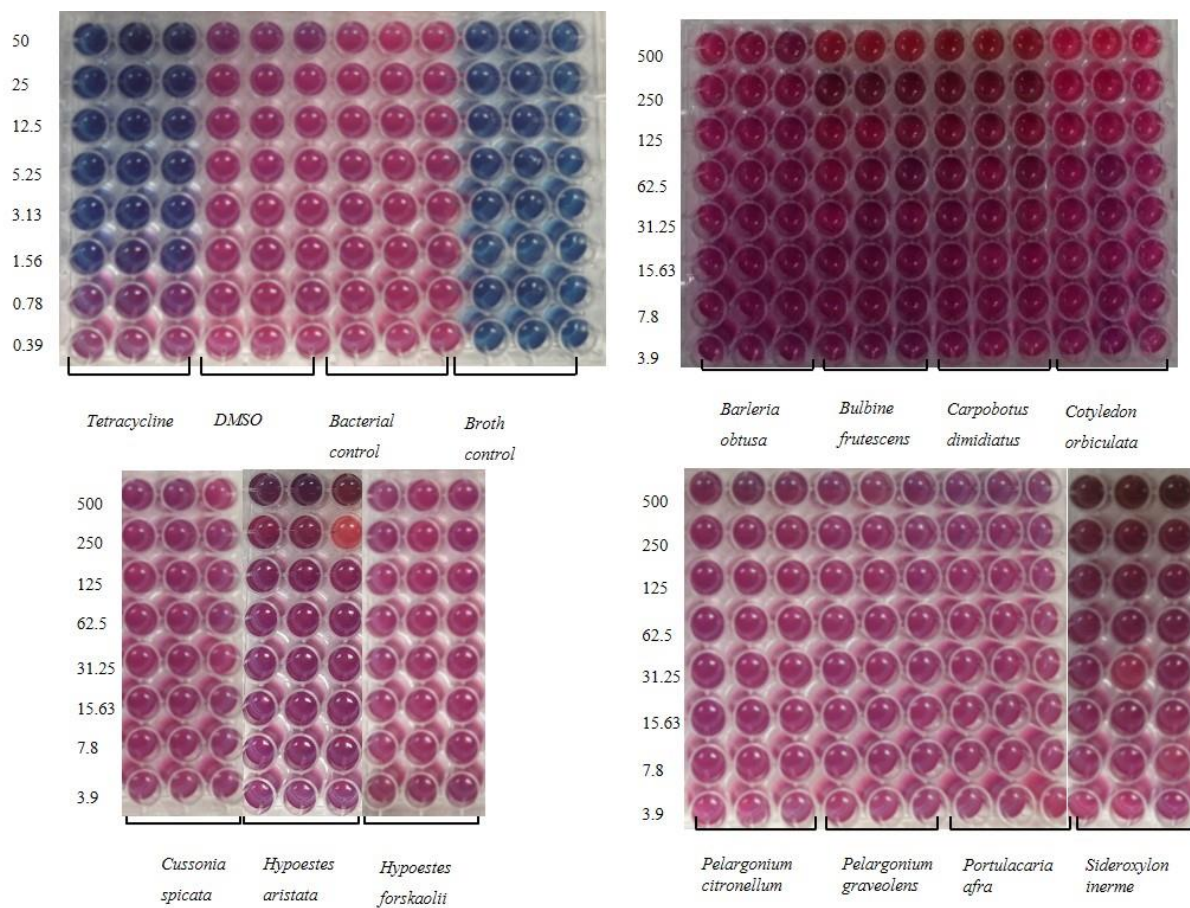 50
25
12.5
5.25
3.13
1.56
0.78
0.39
Tetracycline DMSO Bacterial control Broth control
500
250
125
62.5
31.25
15.63
7.8
3.9
Barleria obtusa
Bulbine frutescens
Carpobotus dimidiatus
Cotyledon orbiculata
500
250
125
62.5
31.25
15.63
7.8
3.9
Cussonia spicata
Hypoestes aristata
Hypoestes forskaolii
500
250
125
62.5
31.25
15.63
7.8
3.9
Pelargonium citronellum
Pelargonium graveolens
Portulacaria afra
Sideroxylon inerme